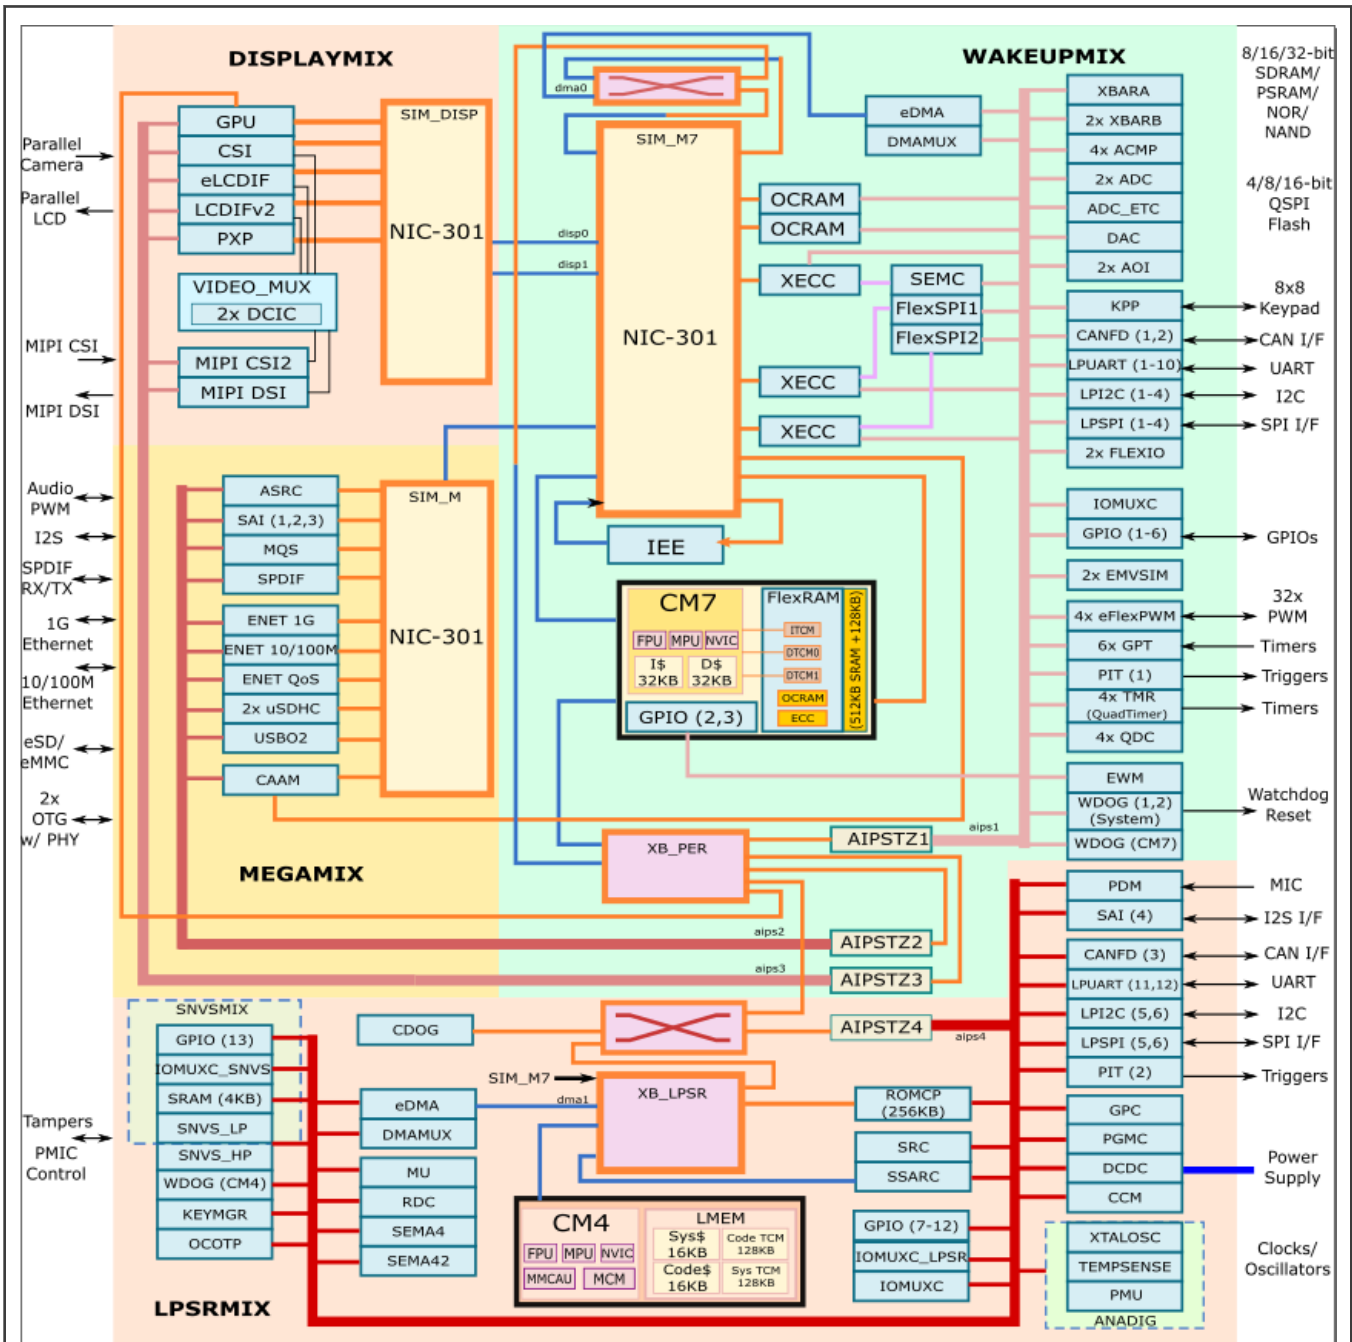 DISPLAYMIX
WAKEUPMIX
8/16/32-bit
SDRAM/
PSRAM/
NOR/
NAND
4/8/16-bit
QSPI
Flash
Parallel
Camera
Parallel
LCD
MIPI CSI
MIPI DSI
GPU
CSI
eLCDIF
LCDIFv2
PXP
VIDEO_MUX
2x DCIC
MIPI CSI2
MIPI DSI
SIM_DISP
NIC-301
disp0
disp1
dma0
SIM_M7
NIC-301
eDMA
DMAMUX
OCRAM
OCRAM
XECC
SEMC
FlexSPI1
FlexSPI2
XECC
XECC
IEE
XBARA
2x XBARB
4x ACMP
2x ADC
ADC_ETC
DAC
2x AOI
KPP
CANFD (1,2)
LPUART (1-10)
LPI2C (1-4)
LPSPI (1-4)
2x FLEXIO
8x8
Keypad
CAN I/F
UART
I2C
SPI I/F
IOMUXC
GPIO (1-6)
GPIOs
2x EMVSIM
4x eFlexPWM
6x GPT
PIT (1)
4x TMR
(QuadTimer)
4x QDC
32x
PWM
Timers
Triggers
Timers
EWM
WDOG (1,2)
(System)
WDOG (CM7)
Watchdog
Reset
Audio
PWM
I2S
SPDIF
RX/TX
1G
Ethernet
10/100M
Ethernet
eSD/
eMMC
2x
OTG
w/ PHY
ASRC
SAI (1,2,3)
MQS
SPDIF
ENET 1G
ENET 10/100M
ENET QoS
2x uSDHC
USBO2
CAAM
SIM_M
NIC-301
MEGAMIX
CM7
FPU
MPU
NVIC
I$
32KB
D$
32KB
GPIO (2,3)
FlexRAM
ITCM
DTCM0
DTCM1
OCRAM
ECC
(512KB SRAM +128KB)
XB_PER
AIPSTZ1
aips1
AIPSTZ2
aips2
AIPSTZ3
aips3
AIPSTZ4
aips4
PDM
SAI (4)
MIC
I2S I/F
CANFD (3)
LPUART (11,12)
LPI2C (5,6)
LPSPI (5,6)
PIT (2)
CAN I/F
UART
I2C
SPI I/F
Triggers
GPC
PGMC
DCDC
CCM
Power
Supply
XTALOSC
TEMPSENSE
PMU
ANADIG
Clocks/
Oscillators
SNVSMIX
GPIO (13)
IOMUXC_SNVS
SRAM (4KB)
SNVS_LP
SNVS_HP
WDOG (CM4)
KEYMGR
OCOTP
Tampers
PMIC
Control
CDOG
SIM_M7
dma1
XB_LPSR
eDMA
DMAMUX
MU
RDC
SEMA4
SEMA42
ROMCP
(256KB)
SRC
SSARC
GPIO (7-12)
IOMUXC_LPSR
IOMUXC
CM4
FPU
MPU
NVIC
MMCAU
MCM
LMEM
Sys$
16KB
Code TCM
128KB
Code$
16KB
Sys TCM
128KB
LPSRMIX